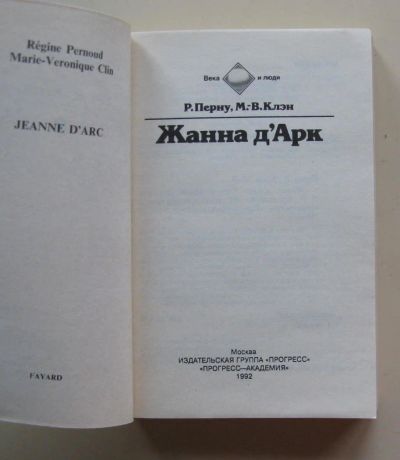 Régine Pernoud
Marie-Veronique Clin
JEANNE D'ARC
FAYARD
Века и люди
Р.Перну, М.-В.Клэн
Жанна д'Арк
Москва
ИЗДАТЕЛЬСКАЯ ГРУППА "ПРОГРЕСС"
"ПРОГРЕСС—АКАДЕМИЯ"
1992